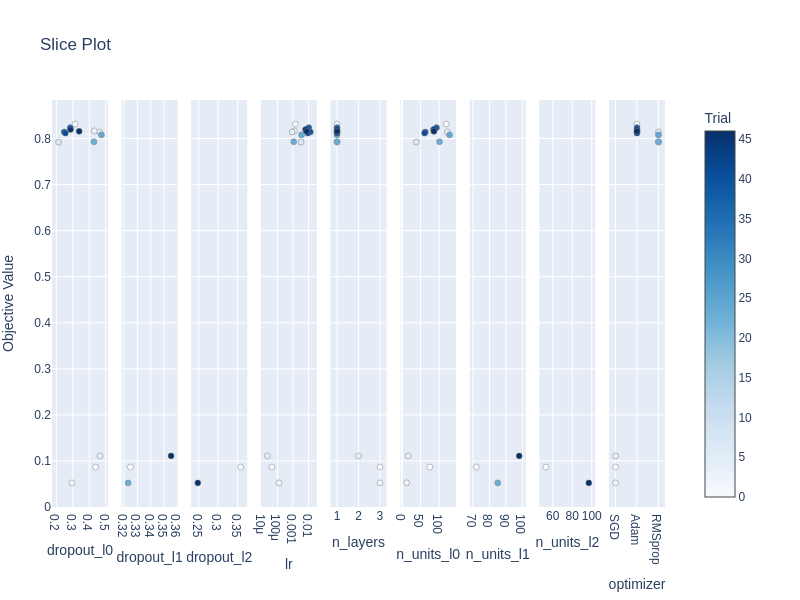 Slice Plot
Objective Value
0.8
0.7
0.6
0.5
0.4
0.3
0.2
0.1
0
0.2 0.3 0.4 0.5
dropout_l0
0.32 0.33 0.34 0.35 0.36
dropout_l1
0.25 0.3 0.35
dropout_l2
10μ 100μ 0.001 0.01
lr
1 2 3
n_layers
0 50 100
n_units_l0
70 80 90 100
n_units_l1
60 80 100
n_units_l2
SGD Adam RMSprop
optimizer
Trial
45
40
35
30
25
20
15
10
5
0